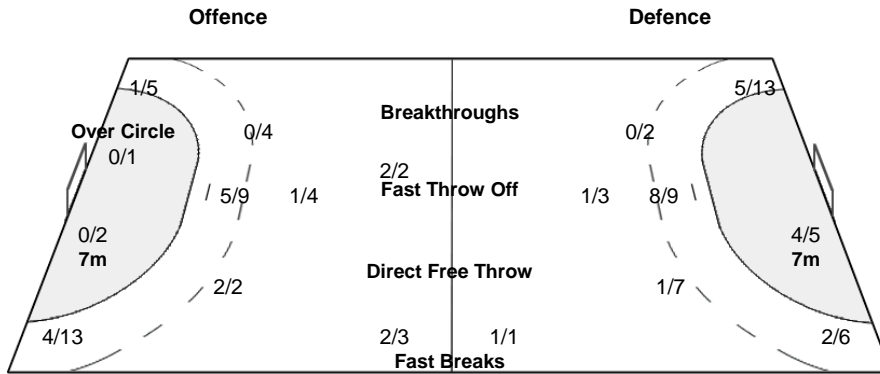 Offence Defence
1/5 5/13
Breakthroughs
Over Circle 0/4 0/2
0/1
2/2
5/9 1/4 Fast Throw Off 1/3 8/9
0/2 4/5
7m 7m
Direct Free Throw
2/2 1/7
4/13 2/3 1/1 2/6
Fast Breaks